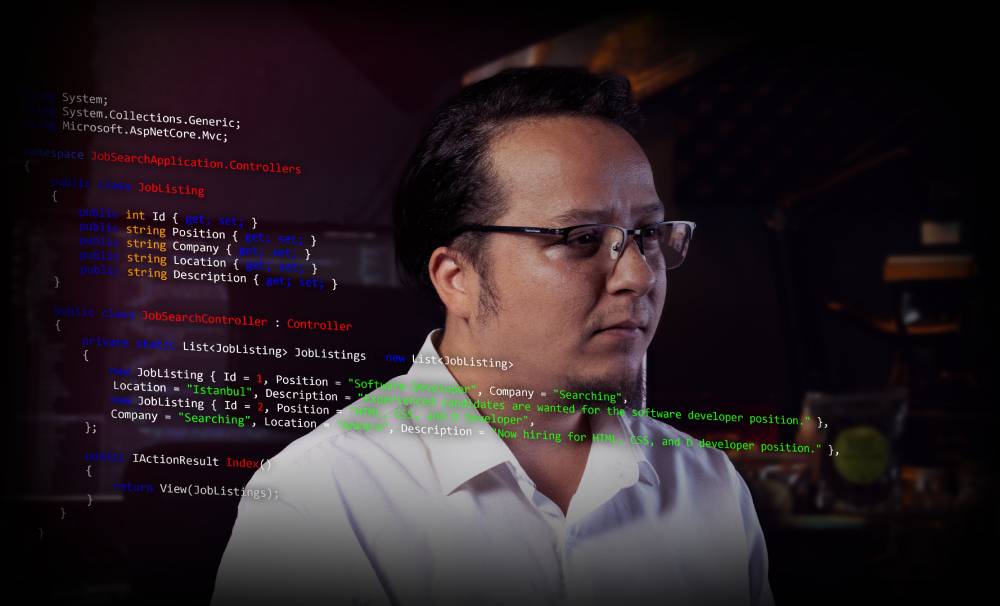 System;
System.Collections.Generic;
Microsoft.AspNetCore.Mvc;
namespace JobSearchApplication.Controllers
{
public class JobListing
{
public int Id { get; set; }
public string Position { get; set; }
public string Company { get; set; }
public string Location { get; set; }
public string Description { get; set; }
}
public class JobSearchController : Controller
{
private static List<JobListing> JobListings new List<JobListing>
{
new JobListing { Id = 1, Position = "Software Developer", Company = "Searching",
Location = "Istanbul", Description = "Experienced candidates are wanted for the software developer position." },
new JobListing { Id = 2, Position = "HTML, CSS, and D developer",
Company = "Searching", Location = , Description = "Now hiring for HTML, CSS, and D developer position." },
};
public IActionResult Index()
{
return View(JobListings);
}
}
}